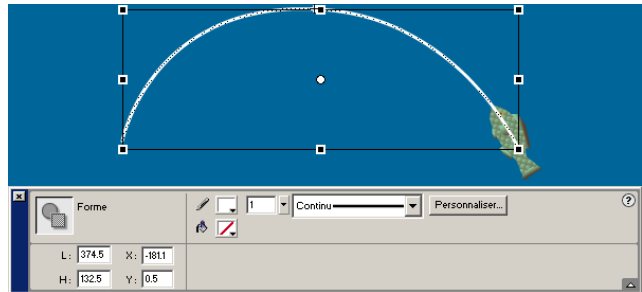 Forme
1 Continu Personnaliser... ?
L: 374.5 X: -181.1
H: 132.5 Y: 0.5